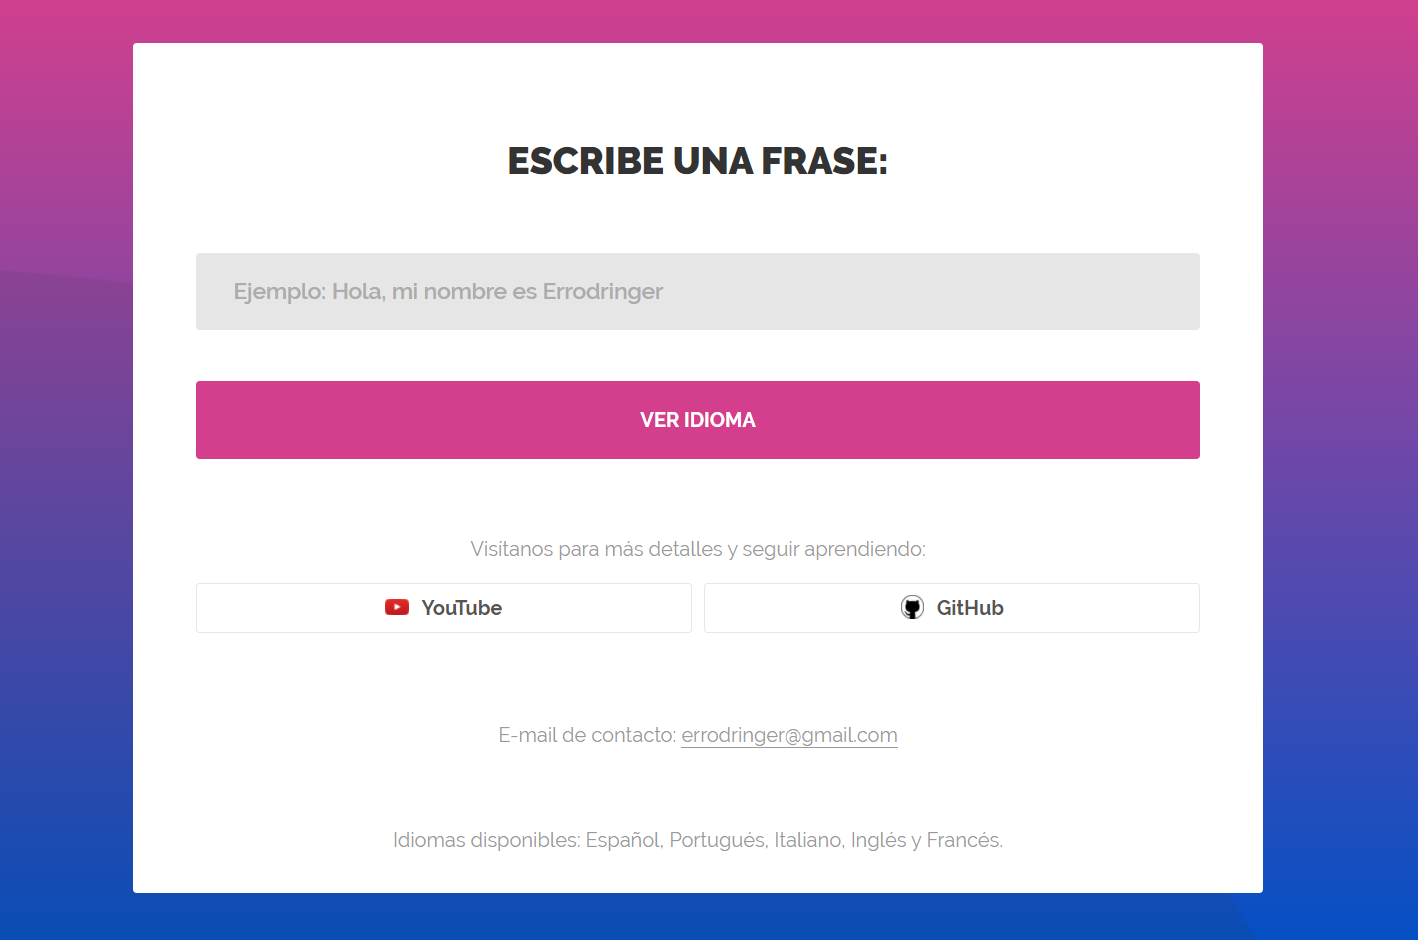 ESCRIBE UNA FRASE:
Ejemplo: Hola, mi nombre es Errodringer
VER IDIOMA
Visítanos para más detalles y seguir aprendiendo:
YouTube
GitHub
E-mail de contacto: errodringer@gmail.com
Idiomas disponibles: Español, Portugués, Italiano, Inglés y Francés.